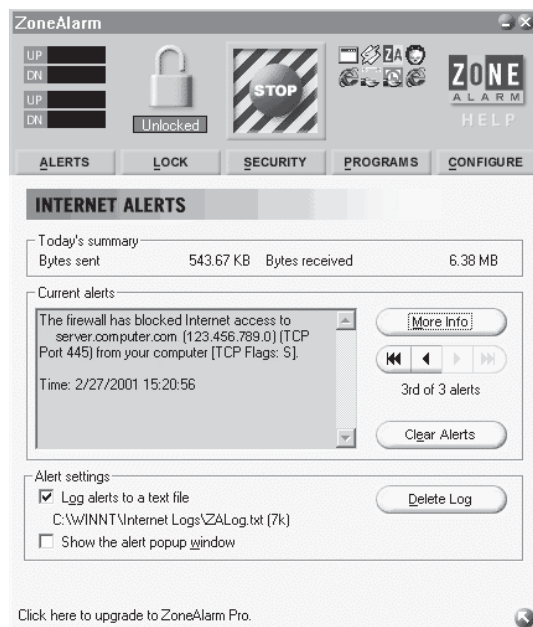 ZoneAlarm
UP
DN
UP
DN
Unlocked
STOP
ZA
ZONE
ALARM
HELP
ALERTS LOCK SECURITY PROGRAMS CONFIGURE
INTERNET ALERTS
Today's summary
Bytes sent 543.67 KB Bytes received 6.38 MB
Current alerts
The firewall has blocked Internet access to
server.computer.com (123.456.789.0) (TCP
Port 445) from your computer [TCP Flags: S].
Time: 2/27/2001 15:20:56
More Info
3rd of 3 alerts
Clear Alerts
Alert settings
Log alerts to a text file
C:\WINNT\Internet Logs\ZALog.txt (7k)
Show the alert popup window
Delete Log
Click here to upgrade to ZoneAlarm Pro.